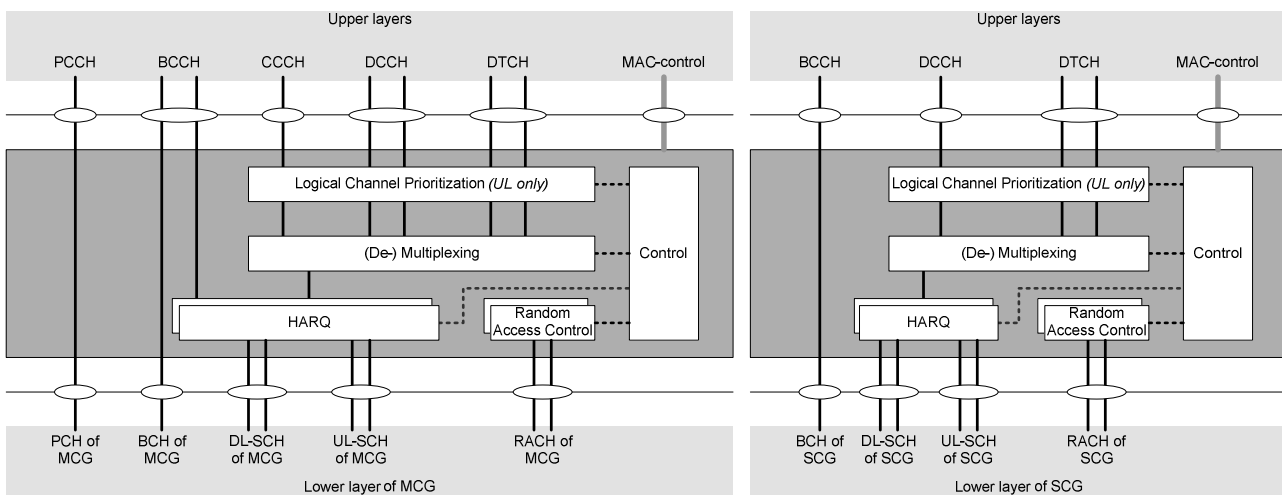 Upper layers
PCCH BCCH CCCH DCCH DTCH MAC-control
Logical Channel Prioritization (UL only)
(De-) Multiplexing
Control
HARQ
Random
Access Control
PCH of
MCG
BCH of
MCG
DL-SCH
of MCG
UL-SCH
of MCG
RACH of
MCG
Lower layer of MCG
Upper layers
BCCH DCCH DTCH MAC-control
Logical Channel Prioritization (UL only)
(De-) Multiplexing
Control
HARQ
Random
Access Control
BCH of
SCG
DL-SCH
of SCG
UL-SCH
of SCG
RACH of
SCG
Lower layer of SCG